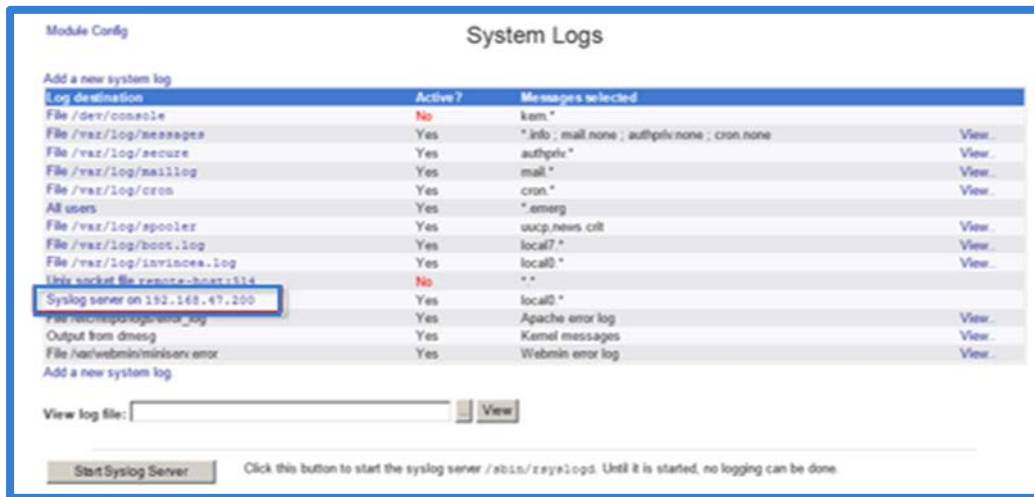 Module Config
System Logs
Add a new system log
Log destination Active? Messages selected
File /dev/console No kern.*
File /var/log/messages Yes *.info ; mail.none ; authpriv.none ; cron.none View..
File /var/log/secure Yes authpriv.* View..
File /var/log/maillog Yes mail.* View..
File /var/log/cron Yes cron.* View..
All users Yes *.emerg
File /var/log/spooler Yes uucp,news.crit View..
File /var/log/boot.log Yes local7.* View..
File /var/log/invincea.log Yes local0.* View..
Unix socket file remote-host:514 No *.*
Syslog server on 192.168.47.200 Yes local0.*
File /etc/httpd/logs/error_log Yes Apache error log View..
Output from dmesg Yes Kernel messages View..
File /var/webmin/miniserv.error Yes Webmin error log View..
Add a new system log
View log file: ... View
Start Syslog Server Click this button to start the syslog server /sbin/rsyslogd. Until it is started, no logging can be done.